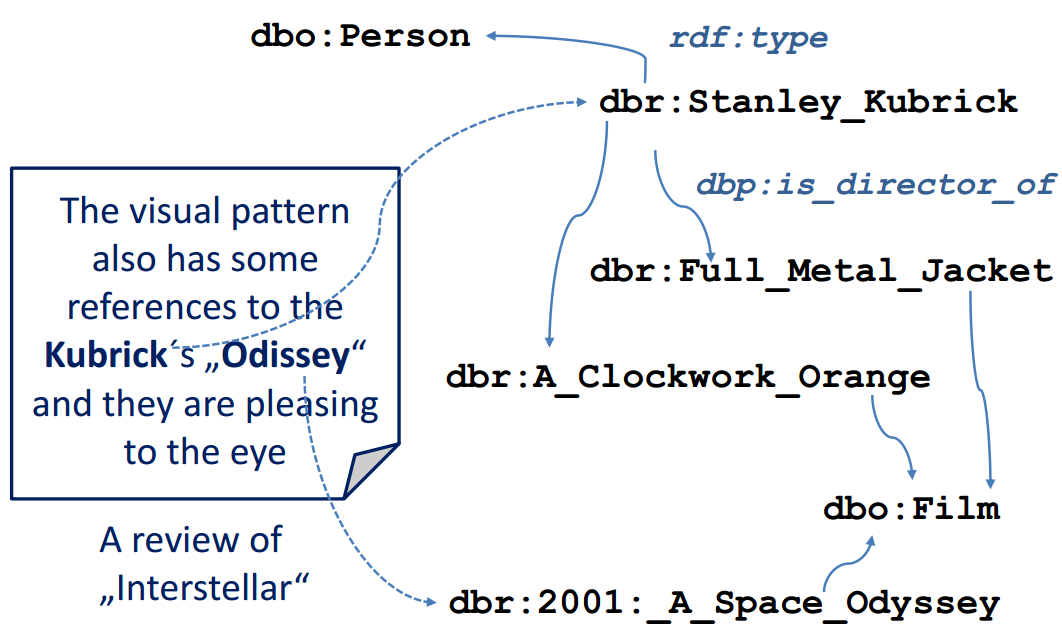 dbo:Person
rdf:type
dbr:Stanley_Kubrick
dbp:is_director_of
The visual pattern
also has some
references to the
Kubrick´s „Odissey“
and they are pleasing
to the eye
dbr:Full_Metal_Jacket
dbr:A_Clockwork_Orange
dbo:Film
A review of
„Interstellar“
dbr:2001:_A_Space_Odyssey